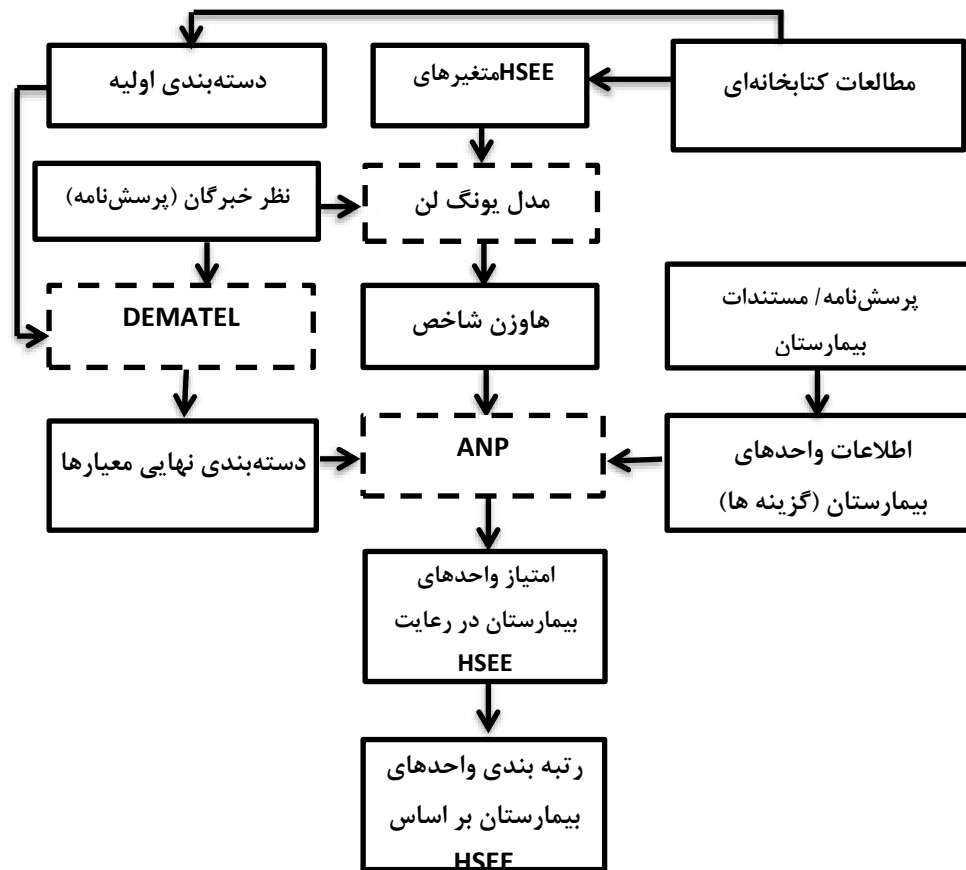 مطالعات کتابخانه‌ای
متغیرهای HSEE
دسته‌بندی اولیه
نظر خبرگان (پرسش‌نامه)
مدل یونگ لن
DEMATEL
هاوزن شاخص
پرسش‌نامه/ مستندات
بیمارستان
دسته‌بندی نهایی معیارها
ANP
اطلاعات واحدهای
بیمارستان (گزینه ها)
امتیاز واحدهای
بیمارستان در رعایت
HSEE
رتبه بندی واحدهای
بیمارستان بر اساس
HSEE